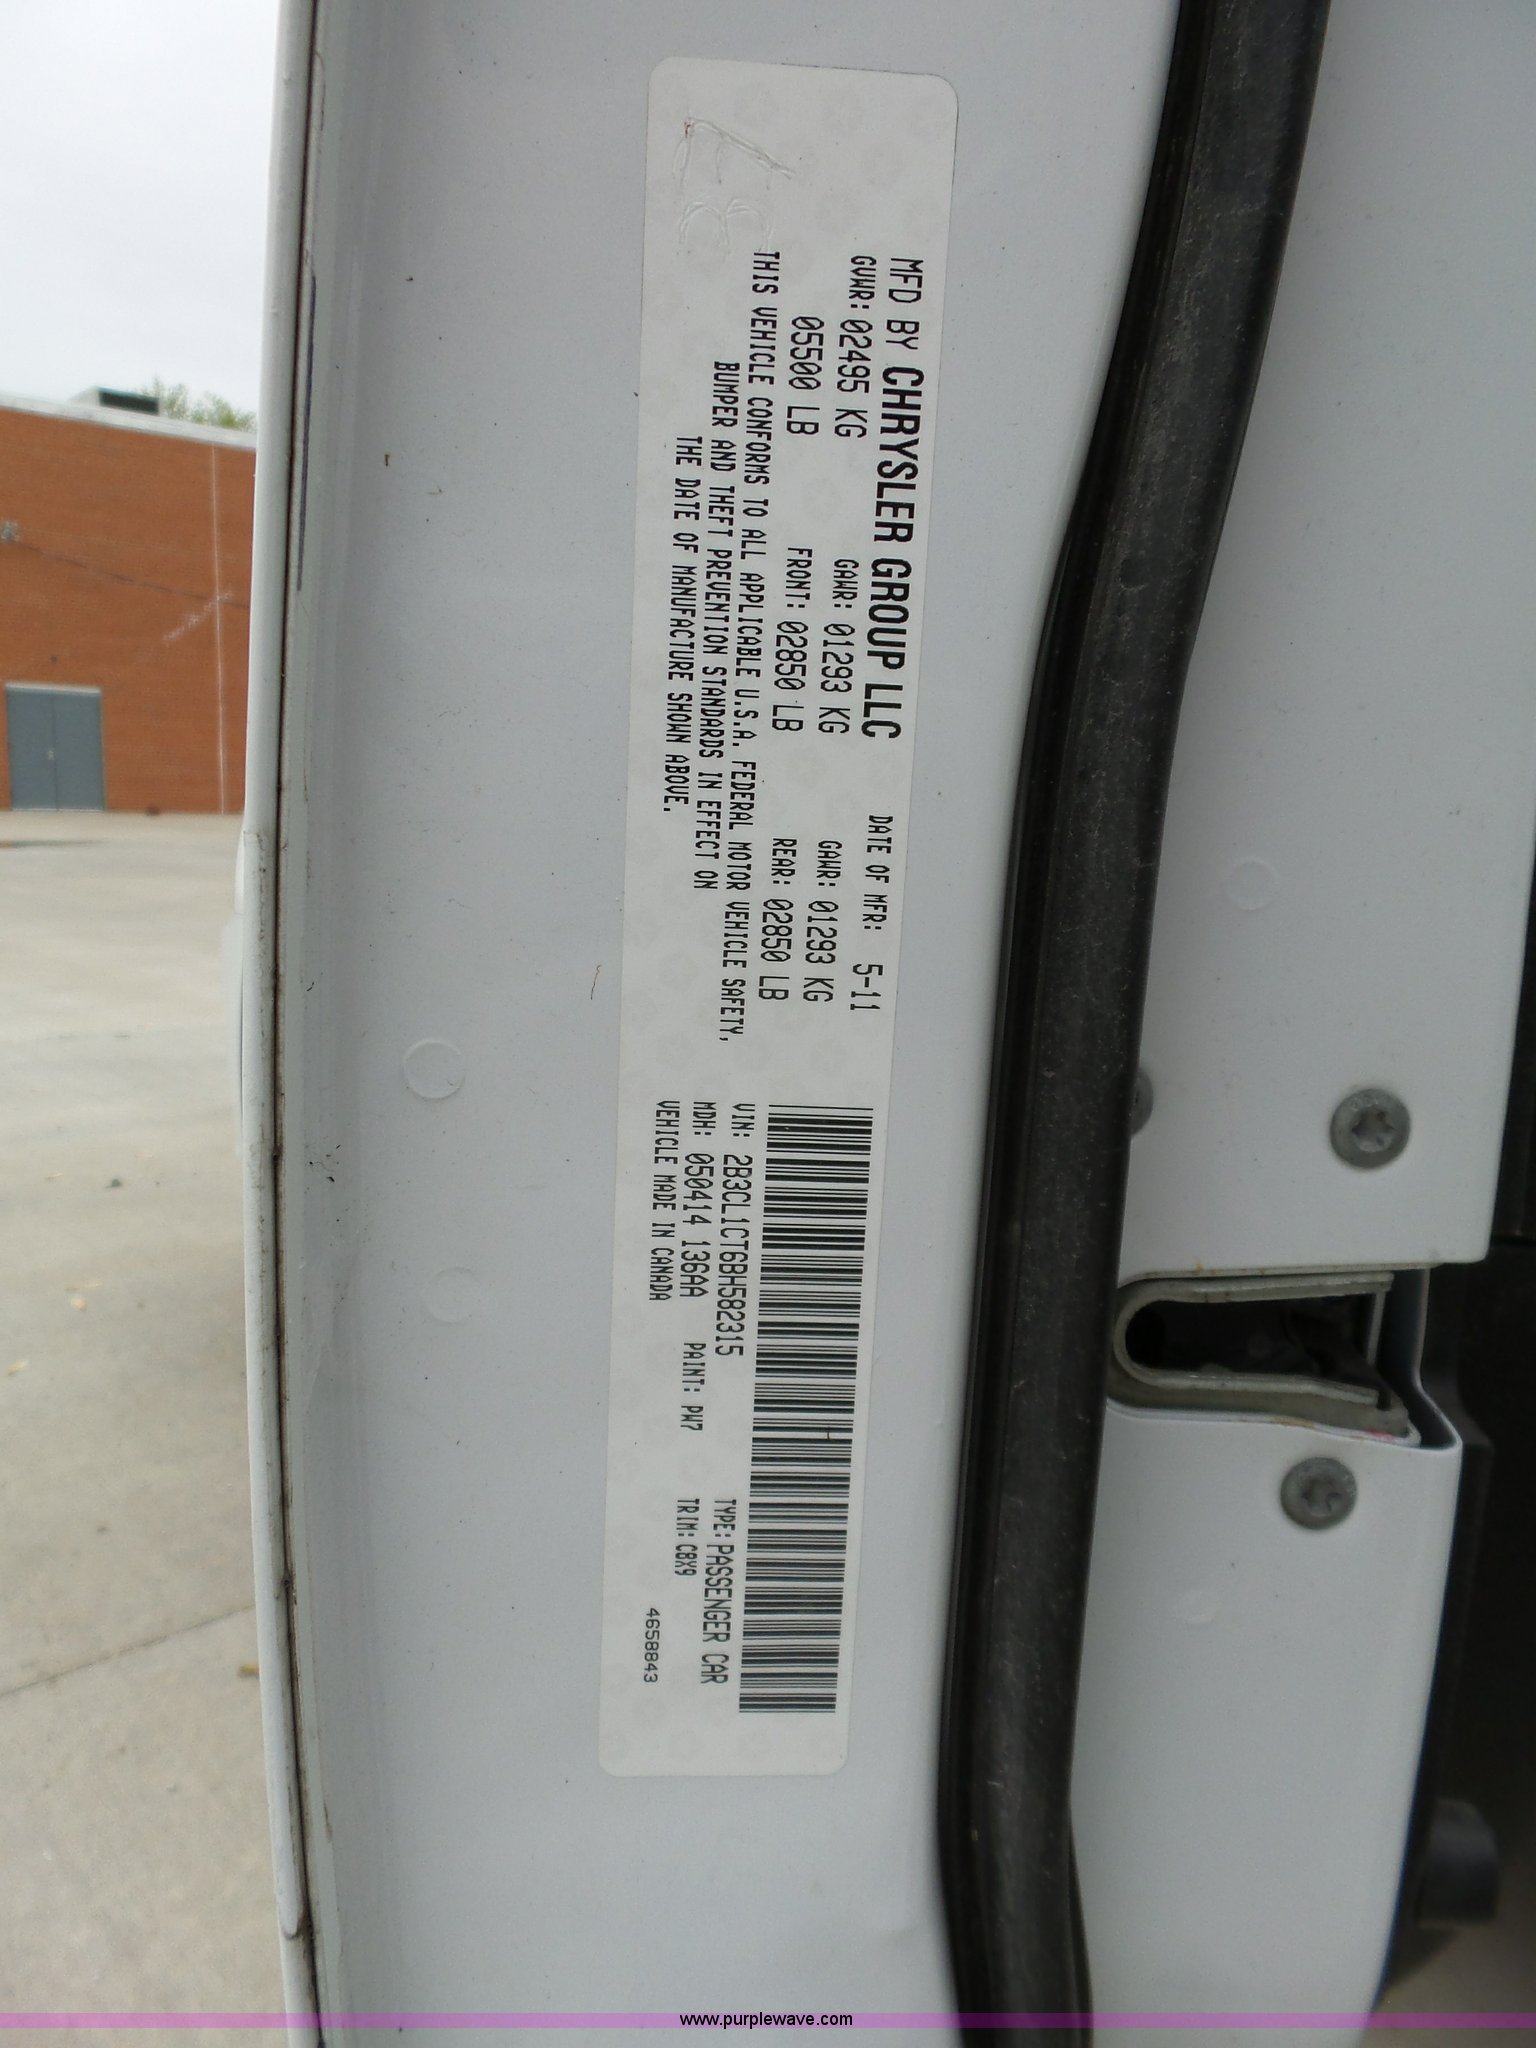 MFD BY CHRYSLER GROUP LLC DATE OF MFR: 5-11
GVWR: 02495 KG GAWR: 01293 KG GAWR: 01293 KG
05500 LB FRONT: 02850 LB REAR: 02850 LB
THIS VEHICLE CONFORMS TO ALL APPLICABLE U.S.A. FEDERAL MOTOR VEHICLE SAFETY,
BUMPER AND THEFT PREVENTION STANDARDS IN EFFECT ON
THE DATE OF MANUFACTURE SHOWN ABOVE.
VIN: 2B3CL1CT6BH582315 TYPE: PASSENGER CAR
MDH: 050414 136AA PAINT: PW7 TRIM: C8X9
VEHICLE MADE IN CANADA 4658843
www.purplewave.com